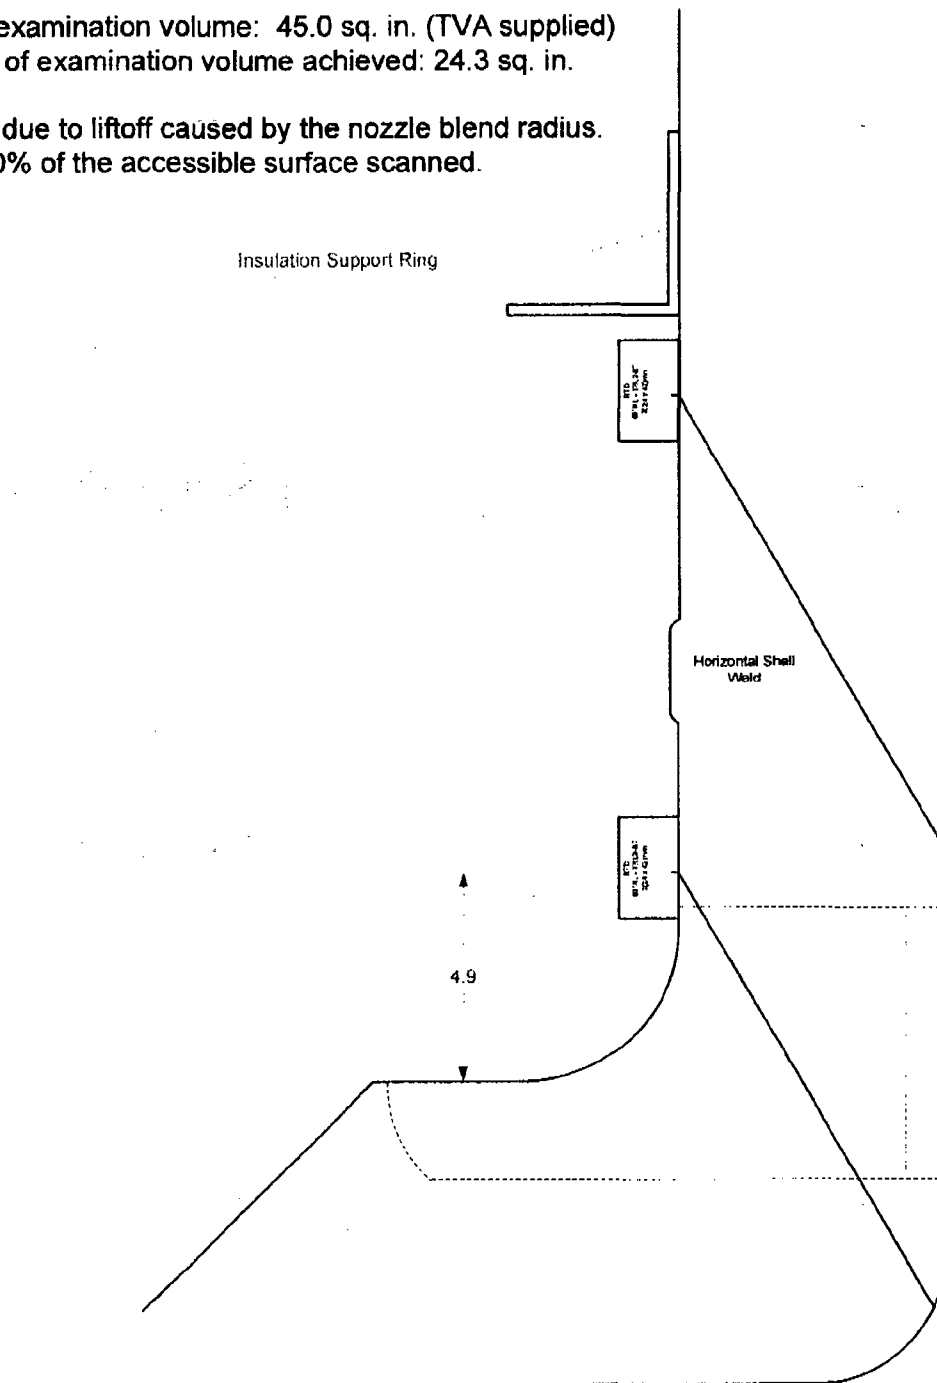 examination volume: 45.0 sq. in. (TVA supplied)
of examination volume achieved: 24.3 sq. in.
due to liftoff caused by the nozzle blend radius.
0% of the accessible surface scanned.
Insulation Support Ring
RTD
Horizontal Shell
Weld
4.9